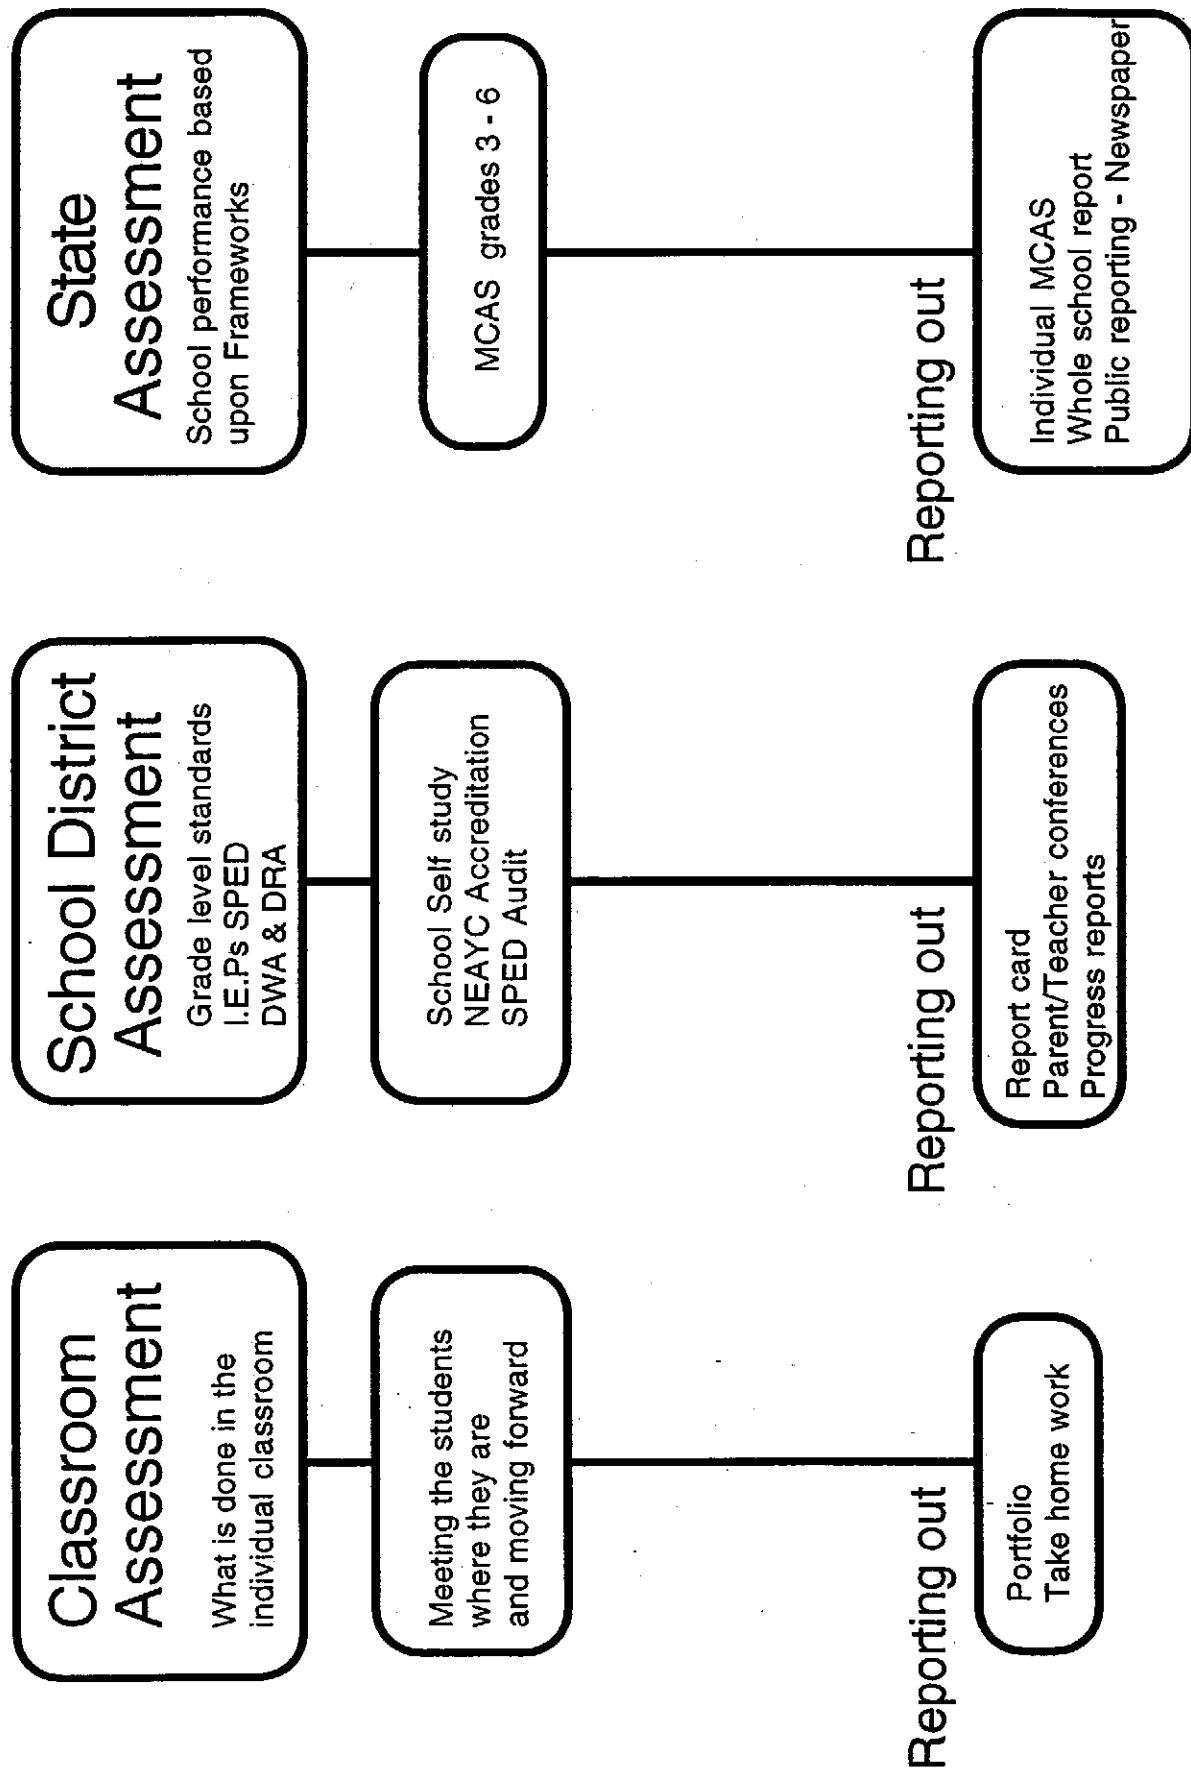 Classroom
Assessment
What is done in the
individual classroom
Meeting the students
where they are
and moving forward
Reporting out
Portfolio
Take home work
School District
Assessment
Grade level standards
I.E.Ps SPED
DWA & DRA
School Self study
NEAYC Accreditation
SPED Audit
Reporting out
Report card
Parent/Teacher conferences
Progress reports
State
Assessment
School performance based
upon Frameworks
MCAS grades 3 - 6
Reporting out
Individual MCAS
Whole school report
Public reporting - Newspaper